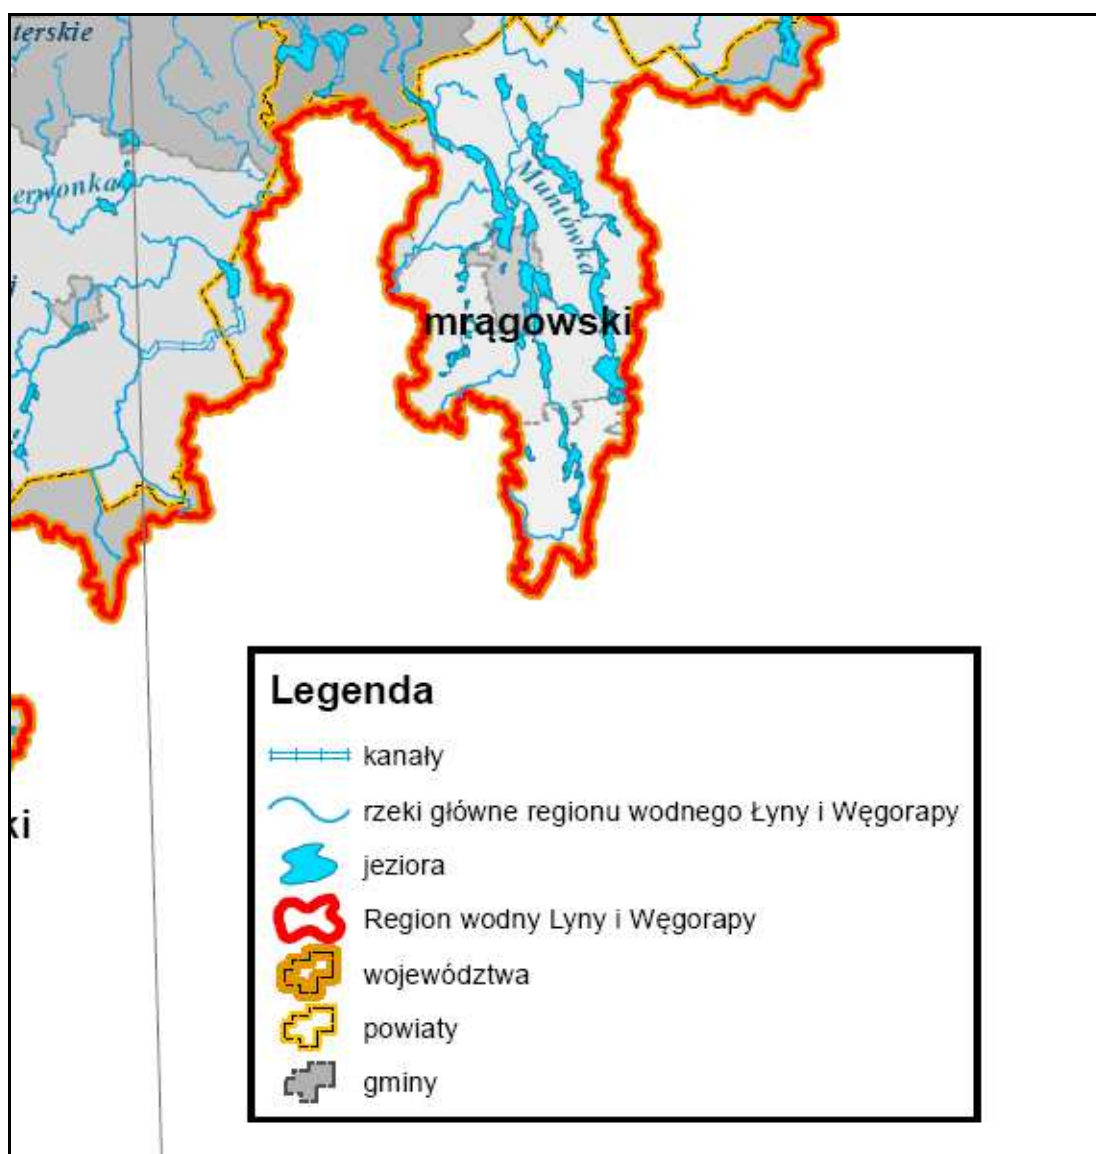 terskie
erwonka
Muntówka
mrągowski
ki
Legenda
kanały
rzeki główne regionu wodnego Łyny i Węgorapy
jeziora
Region wodny Lyny i Węgorapy
województwa
powiaty
gminy